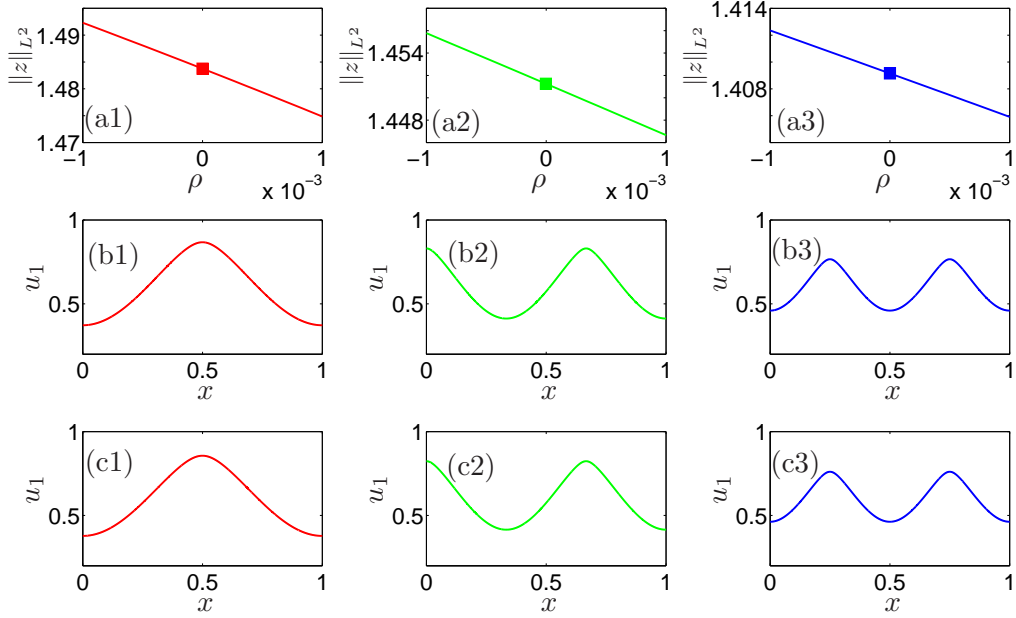 1.49
1.48
1.47
‖z‖_{L²}
(a1)
−1 0 1
ρ
x 10⁻³
1.454
1.448
‖z‖_{L²}
(a2)
−1 0 1
ρ
x 10⁻³
1.414
1.408
‖z‖_{L²}
(a3)
−1 0 1
ρ
x 10⁻³
1
0.5
u₁
(b1)
0 0.5 1
x
1
0.5
u₁
(b2)
0 0.5 1
x
1
0.5
u₁
(b3)
0 0.5 1
x
1
0.5
u₁
(c1)
0 0.5 1
x
1
0.5
u₁
(c2)
0 0.5 1
x
1
0.5
u₁
(c3)
0 0.5 1
x